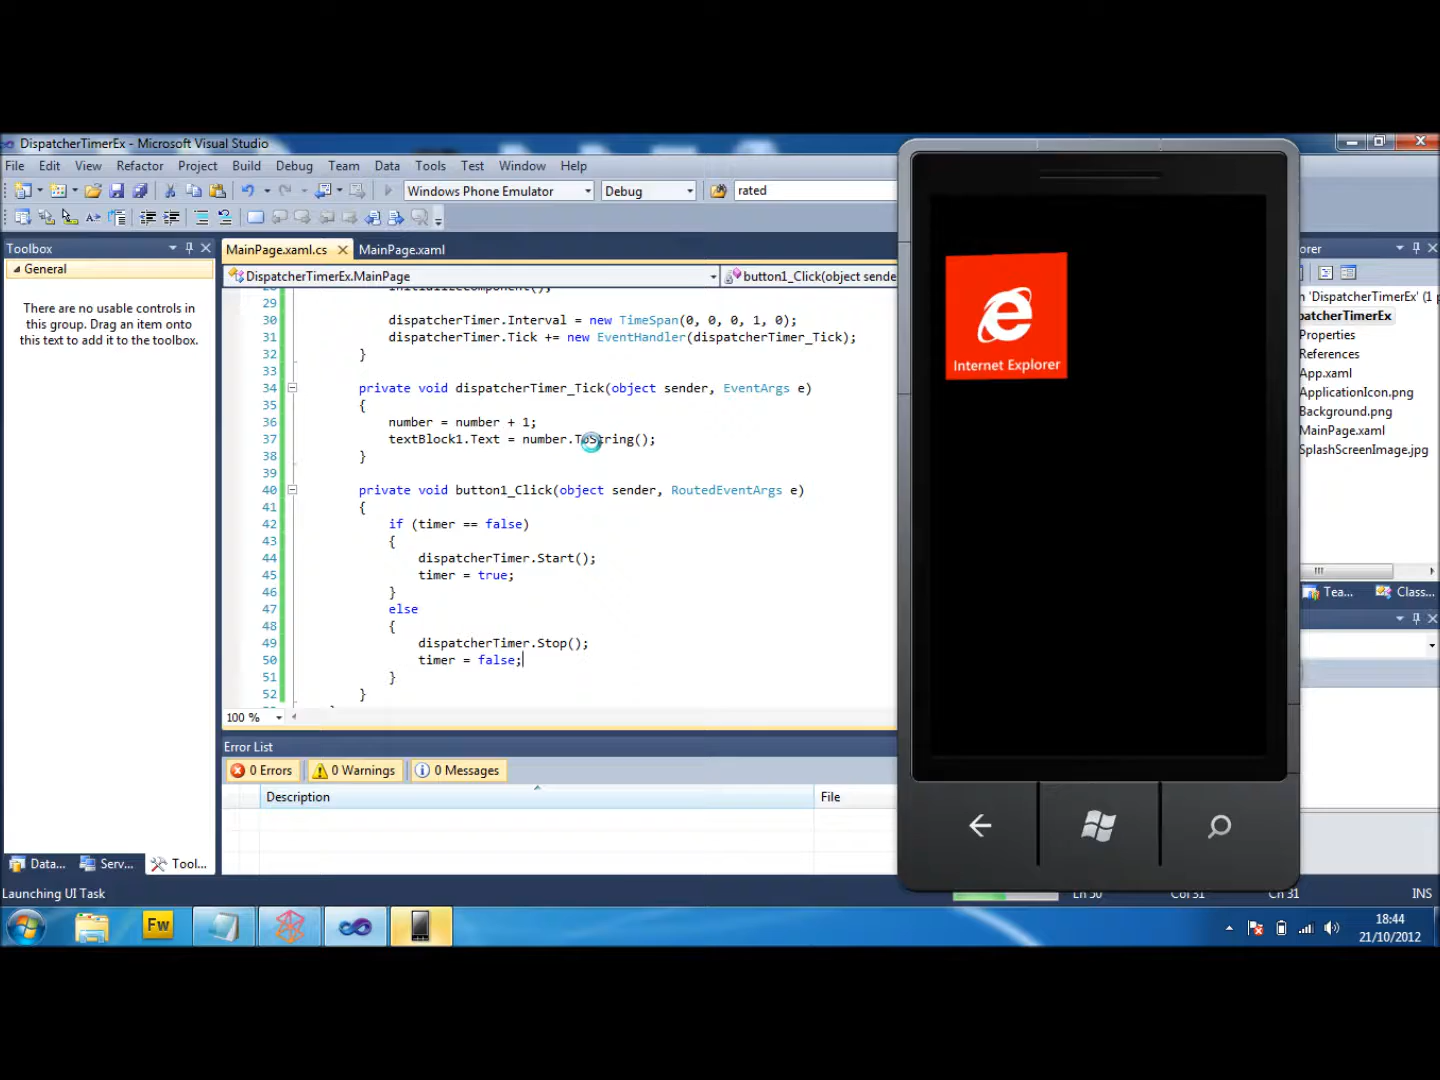 DispatcherTimerEx - Microsoft Visual Studio
File Edit View Refactor Project Build Debug Team Data Tools Test Window Help
Windows Phone Emulator Debug rated
Toolbox
General
There are no usable controls in
this group. Drag an item onto
this text to add it to the toolbox.
Data... Serv... Tool...
MainPage.xaml.cs MainPage.xaml
DispatcherTimerEx.MainPage button1_Click(object sende
29
30 dispatcherTimer.Interval = new TimeSpan(0, 0, 0, 1, 0);
31 dispatcherTimer.Tick += new EventHandler(dispatcherTimer_Tick);
32 }
33
34 private void dispatcherTimer_Tick(object sender, EventArgs e)
35 {
36 number = number + 1;
37 textBlock1.Text = number.ToString();
38 }
39
40 private void button1_Click(object sender, RoutedEventArgs e)
41 {
42 if (timer == false)
43 {
44 dispatcherTimer.Start();
45 timer = true;
46 }
47 else
48 {
49 dispatcherTimer.Stop();
50 timer = false;
51 }
52 }
100 %
Error List
0 Errors 0 Warnings 0 Messages
Description File
Internet Explorer
orer
n 'DispatcherTimerEx' (1 p
patcherTimerEx
Properties
References
App.xaml
ApplicationIcon.png
Background.png
MainPage.xaml
SplashScreenImage.jpg
Tea... Class...
Launching UI Task Ln 50 Col 31 Ch 31 INS
Fw
18:44
21/10/2012